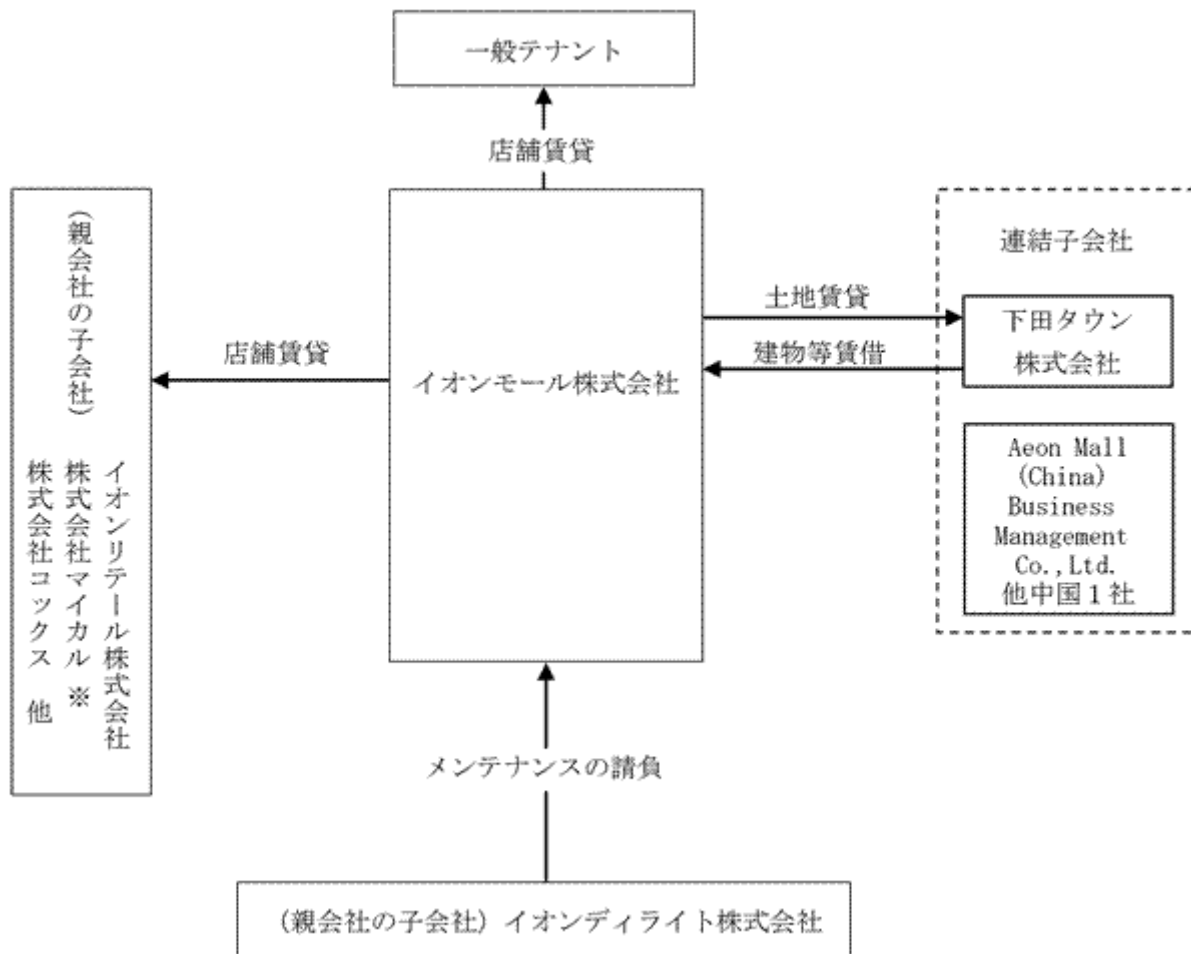 一般テナント
店舗賃貸
(親会社の子会社)
イオンリテール株式会社
株式会社マイカル ※
株式会社コックス 他
店舗賃貸
イオンモール株式会社
土地賃貸
建物等賃借
連結子会社
下田タウン
株式会社
Aeon Mall
(China)
Business
Management
Co.,Ltd.
他中国1社
メンテナンスの請負
(親会社の子会社) イオンディライト株式会社